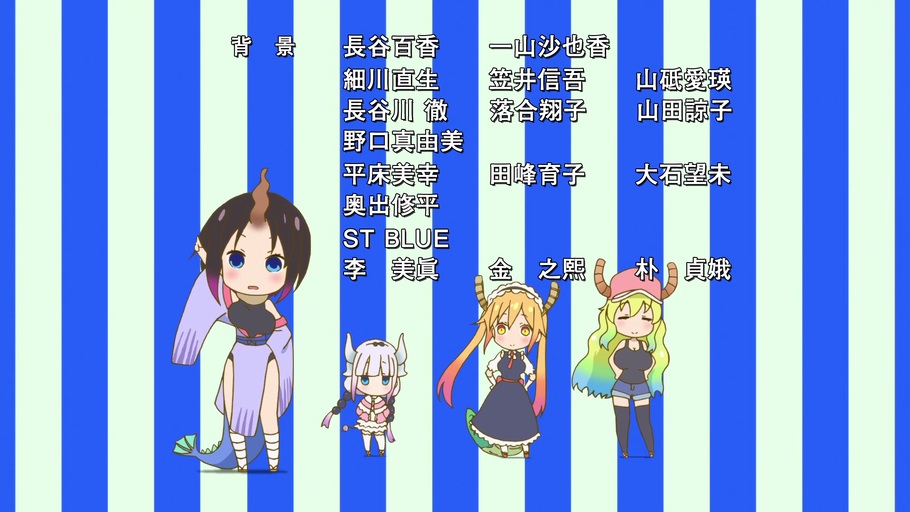 背　景　長谷百香　一山沙也香
細川直生　笠井信吾　山砥愛瑛
長谷川 徹　落合翔子　山田諒子
野口真由美
平床美幸　田峰育子　大石望未
奥出修平
ST BLUE
李　美眞　金　之熙　朴　貞娥